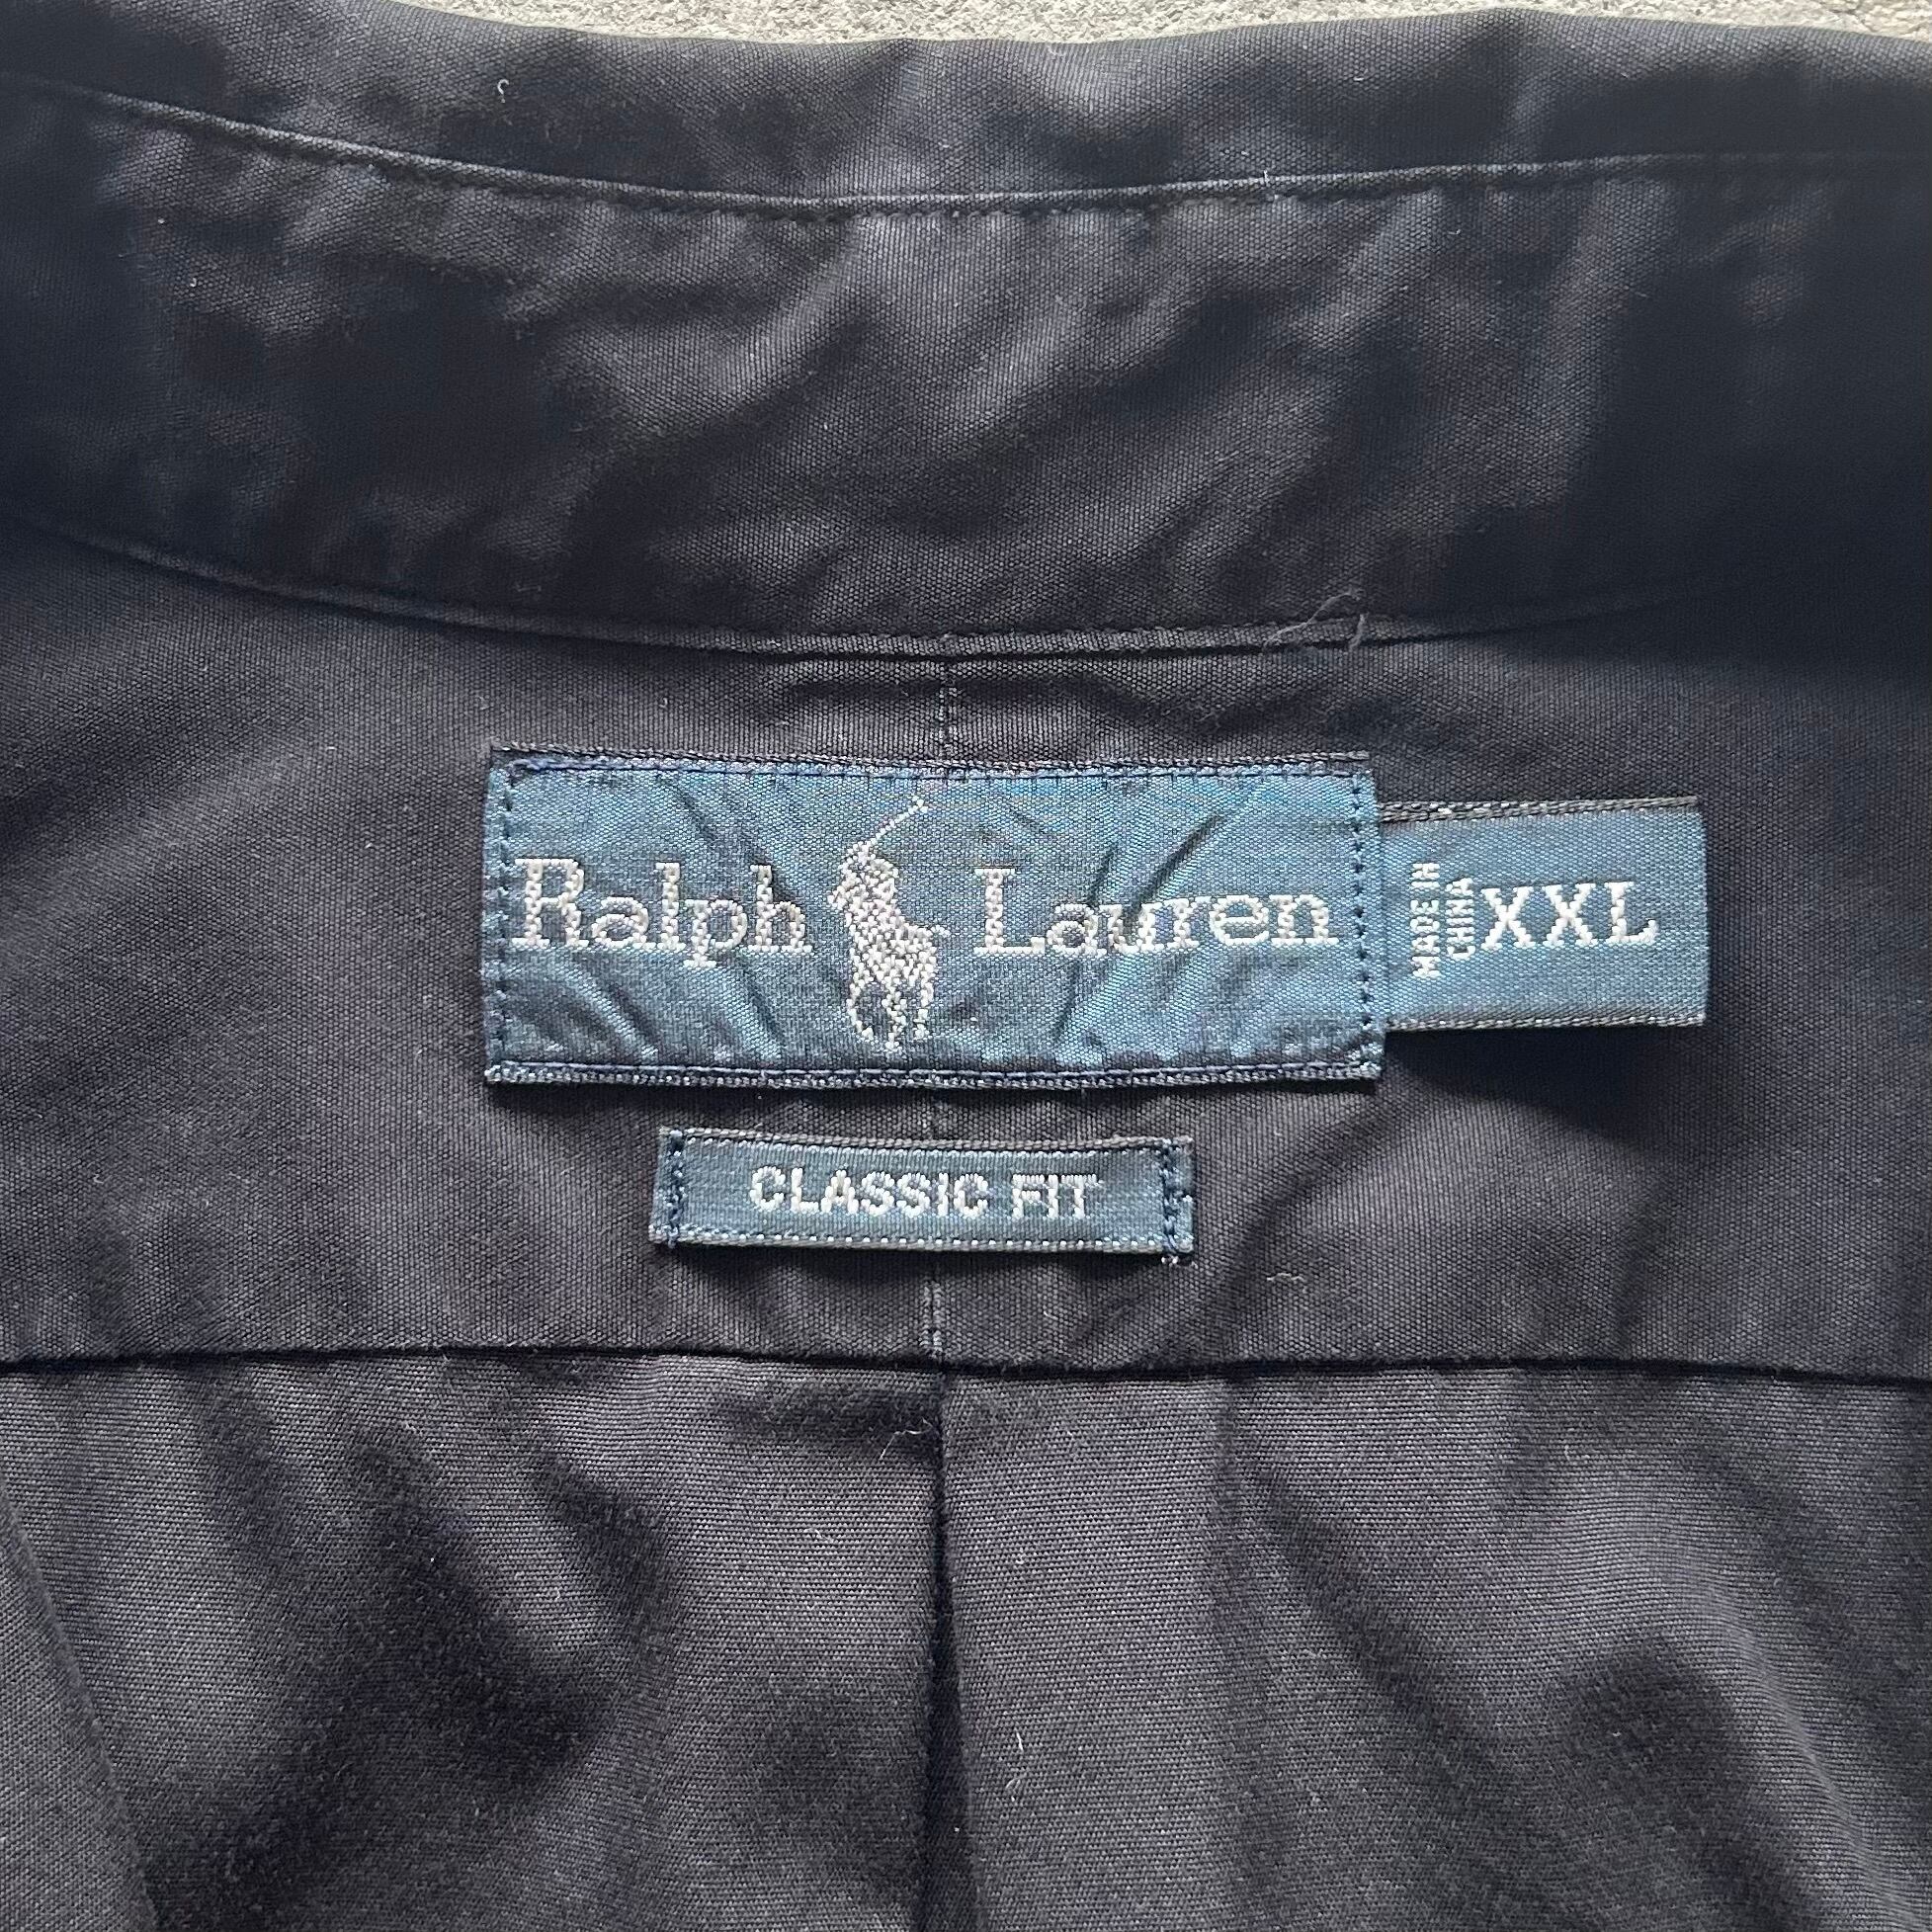 Ralph Lauren
MADE IN
CHINA
XXL
CLASSIC FIT